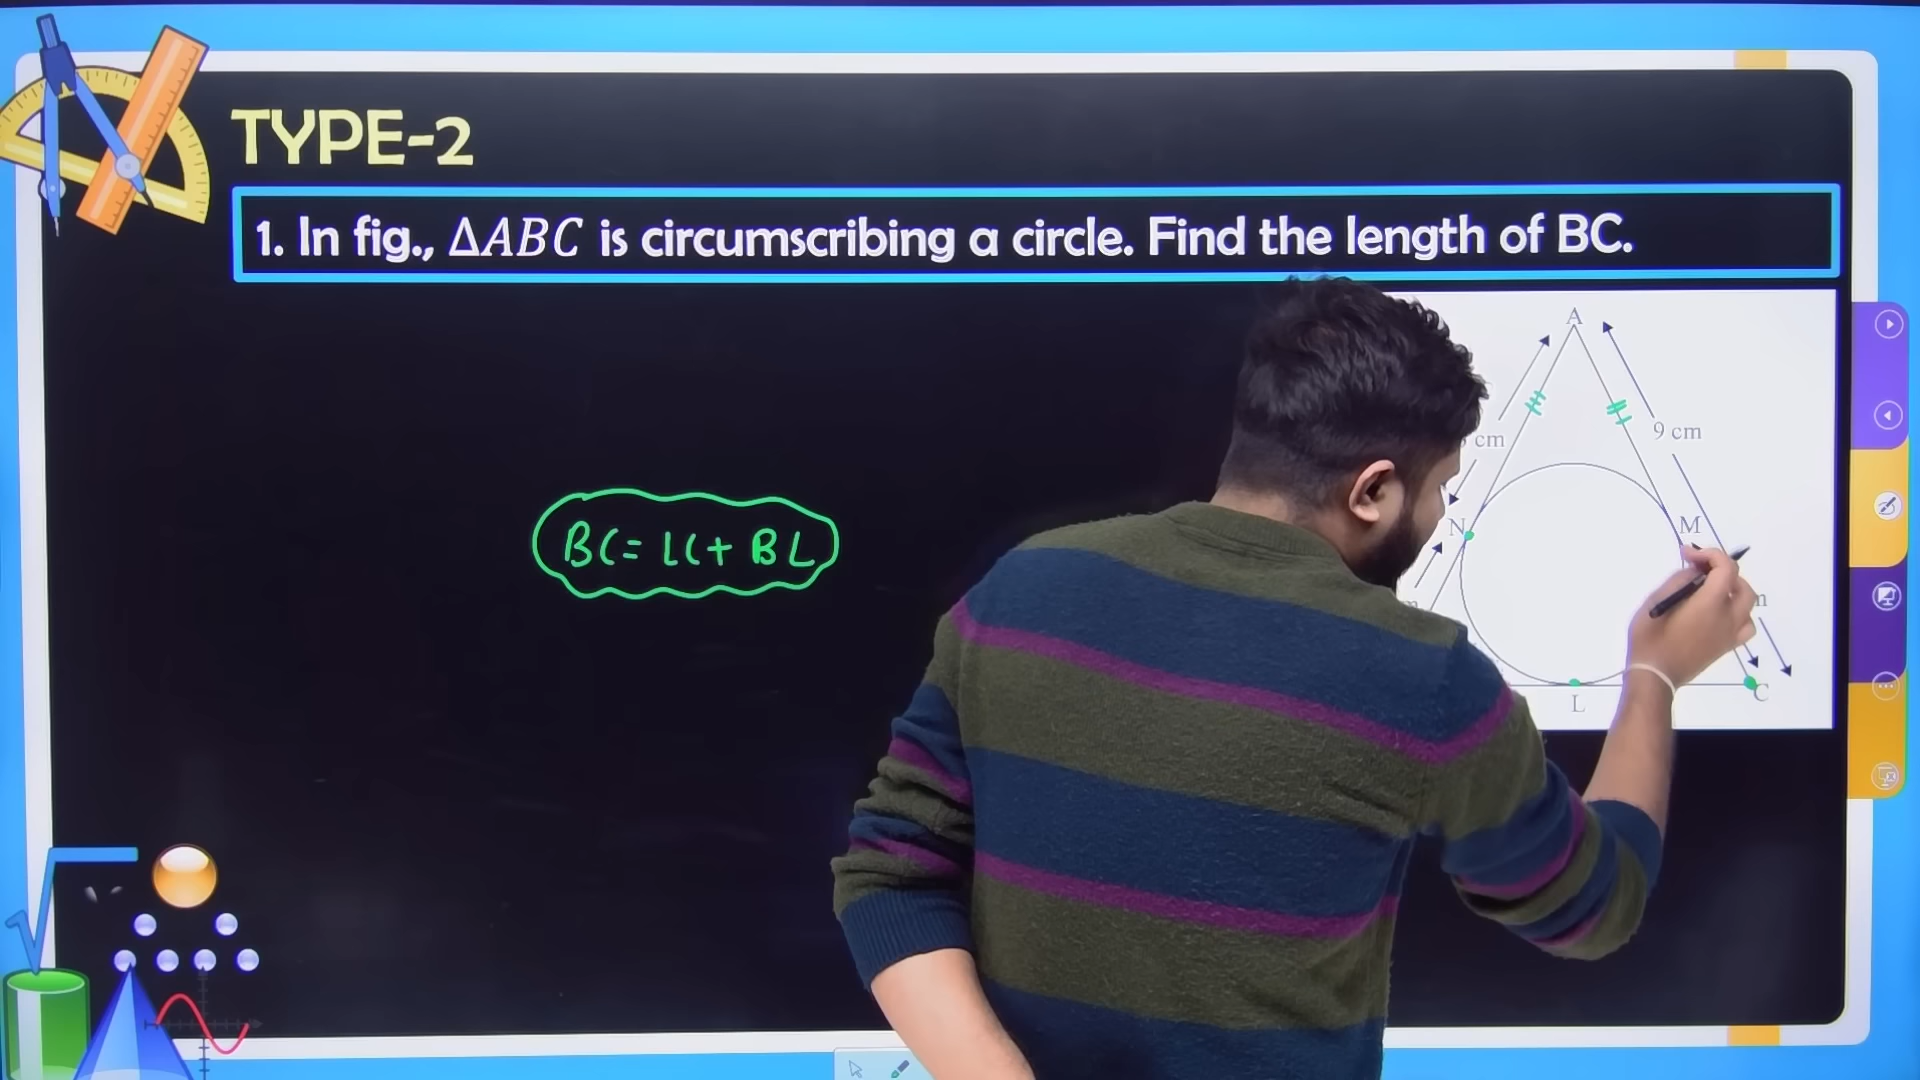 TYPE-2
1. In fig., ΔABC is circumscribing a circle. Find the length of BC.
A
cm
9 cm
N
M
BC = LC + BL
C
L